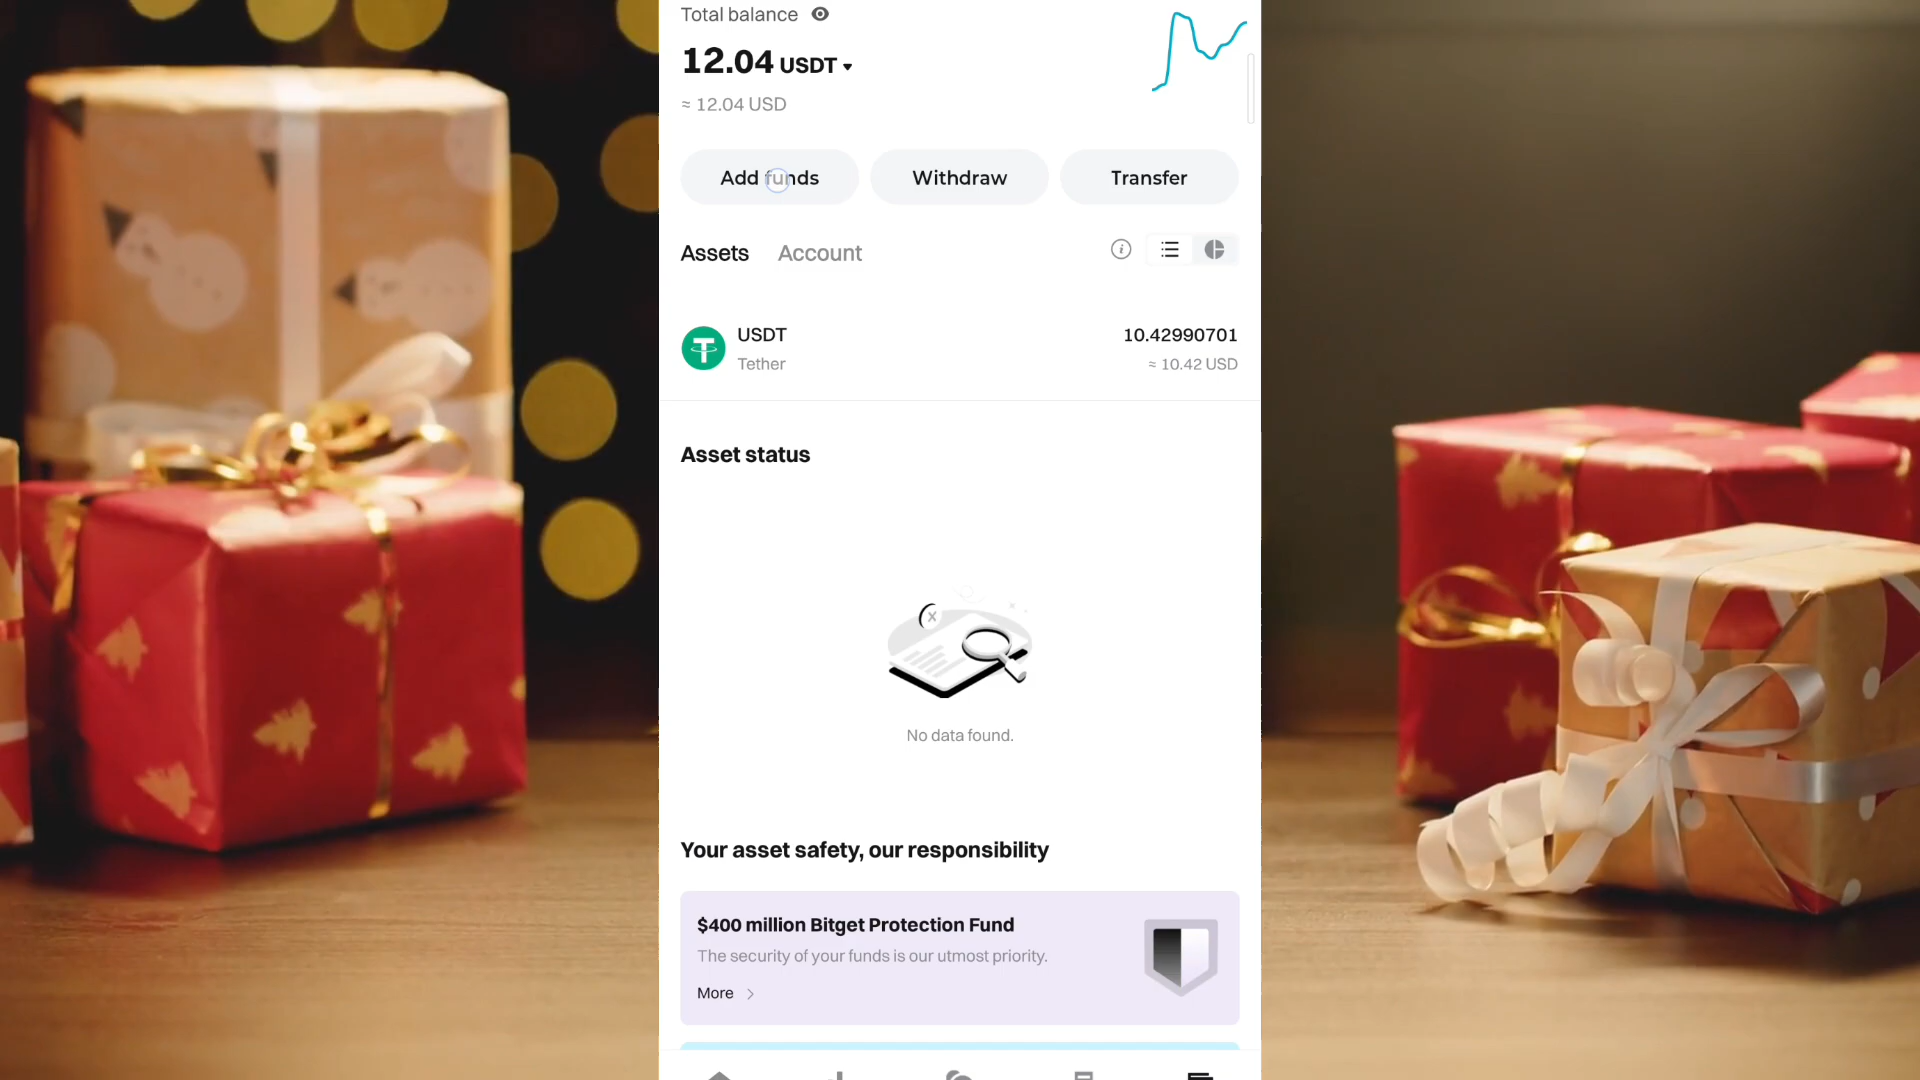 Total balance
12.04 USDT
≈ 12.04 USD
Add funds
Withdraw
Transfer
Assets
Account
USDT
10.42990701
Tether
≈ 10.42 USD
Asset status
No data found.
Your asset safety, our responsibility
$400 million Bitget Protection Fund
The security of your funds is our utmost priority.
More